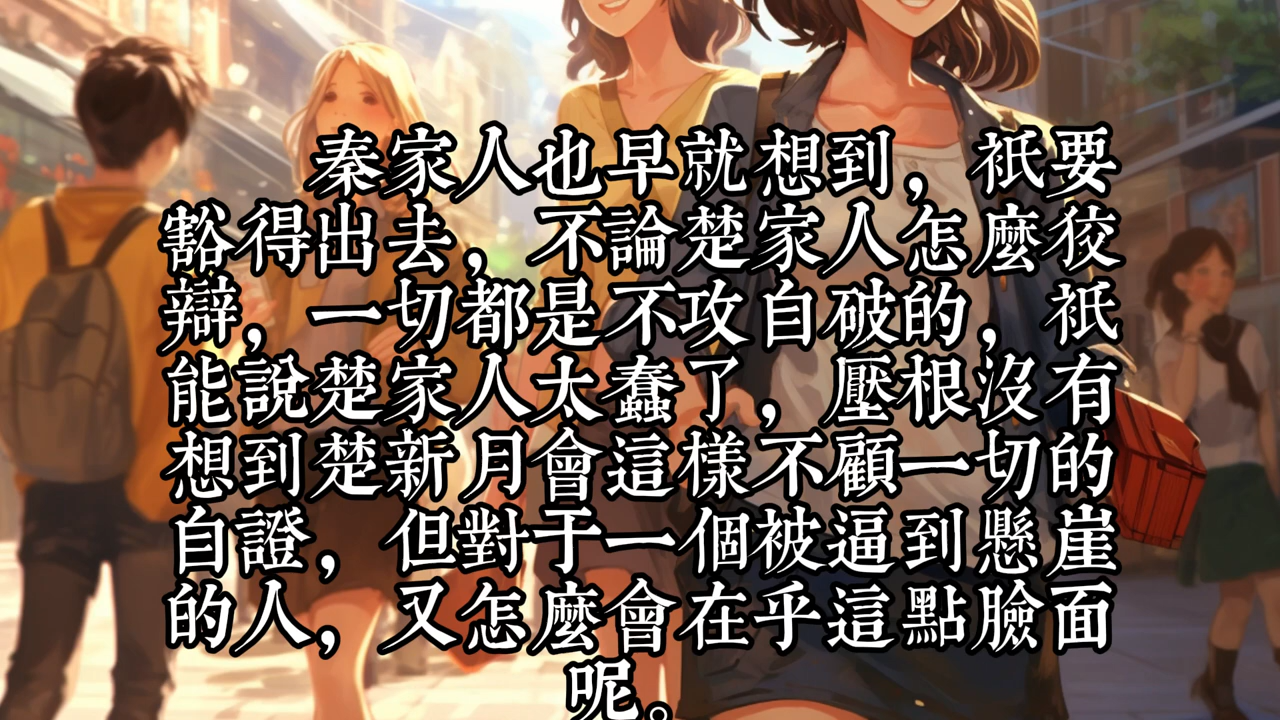 秦家人也早就想到，衹要
豁得出去，不論楚家人怎麼狡
辯，一切都是不攻自破的，衹
能說楚家人太蠢了，壓根沒有
想到楚新月會這樣不顧一切的
自證，但對于一個被逼到懸崖
的人，又怎麼會在乎這點臉面
呢。